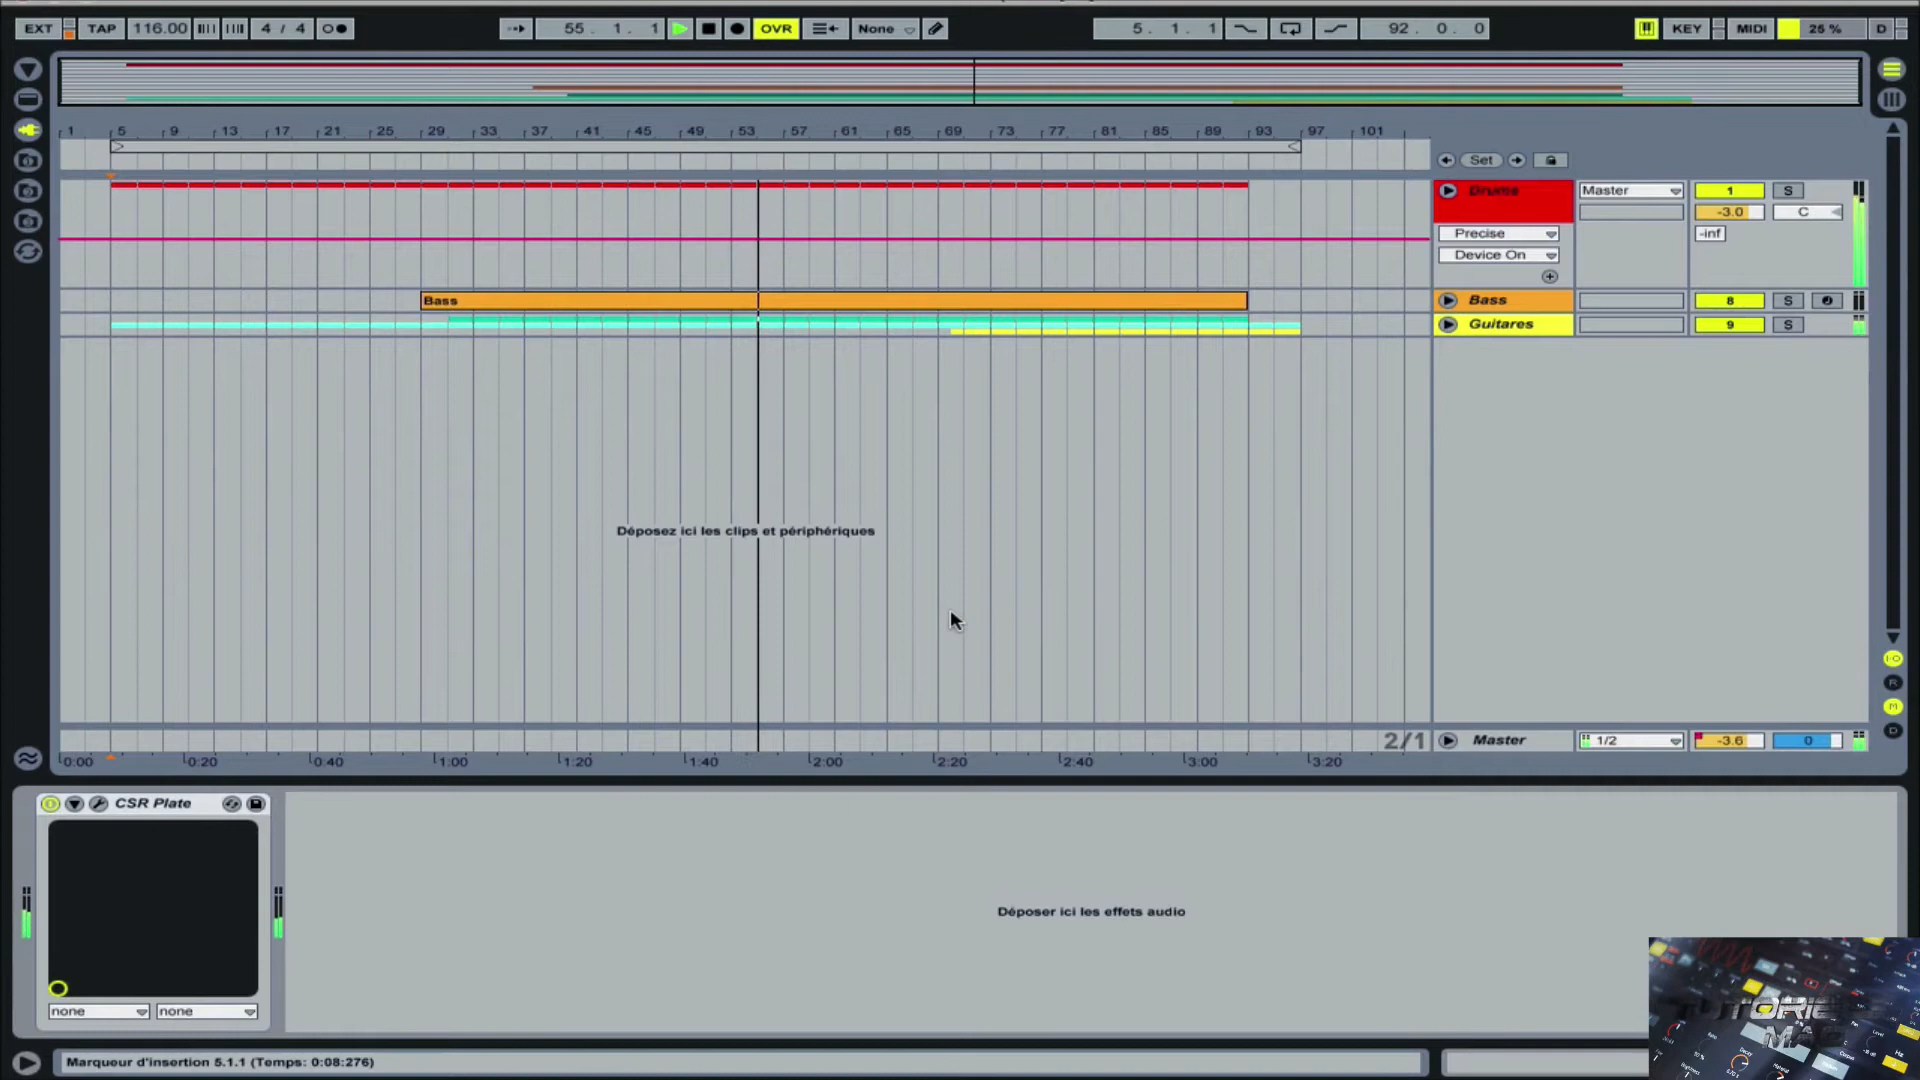 EXT TAP 116.00 4 / 4 55. 1. 1 OVR None 5. 1. 1 92. 0. 0 KEY MIDI 25 % D
1 5 9 13 17 21 25 29 33 37 41 45 49 53 57 61 65 69 73 77 81 85 89 93 97 101
Set
Drums Master 1 S
-3.0 C
Precise -inf
Device On
Bass Bass 8 S
Guitares 9 S
Déposez ici les clips et périphériques
I-O
R
M
D
2/1 Master 1/2 -3.6 0
0:00 0:20 0:40 1:00 1:20 1:40 2:00 2:20 2:40 3:00 3:20
CSR Plate
Déposer ici les effets audio
none none
Marqueur d'insertion 5.1.1 (Temps: 0:08:276)